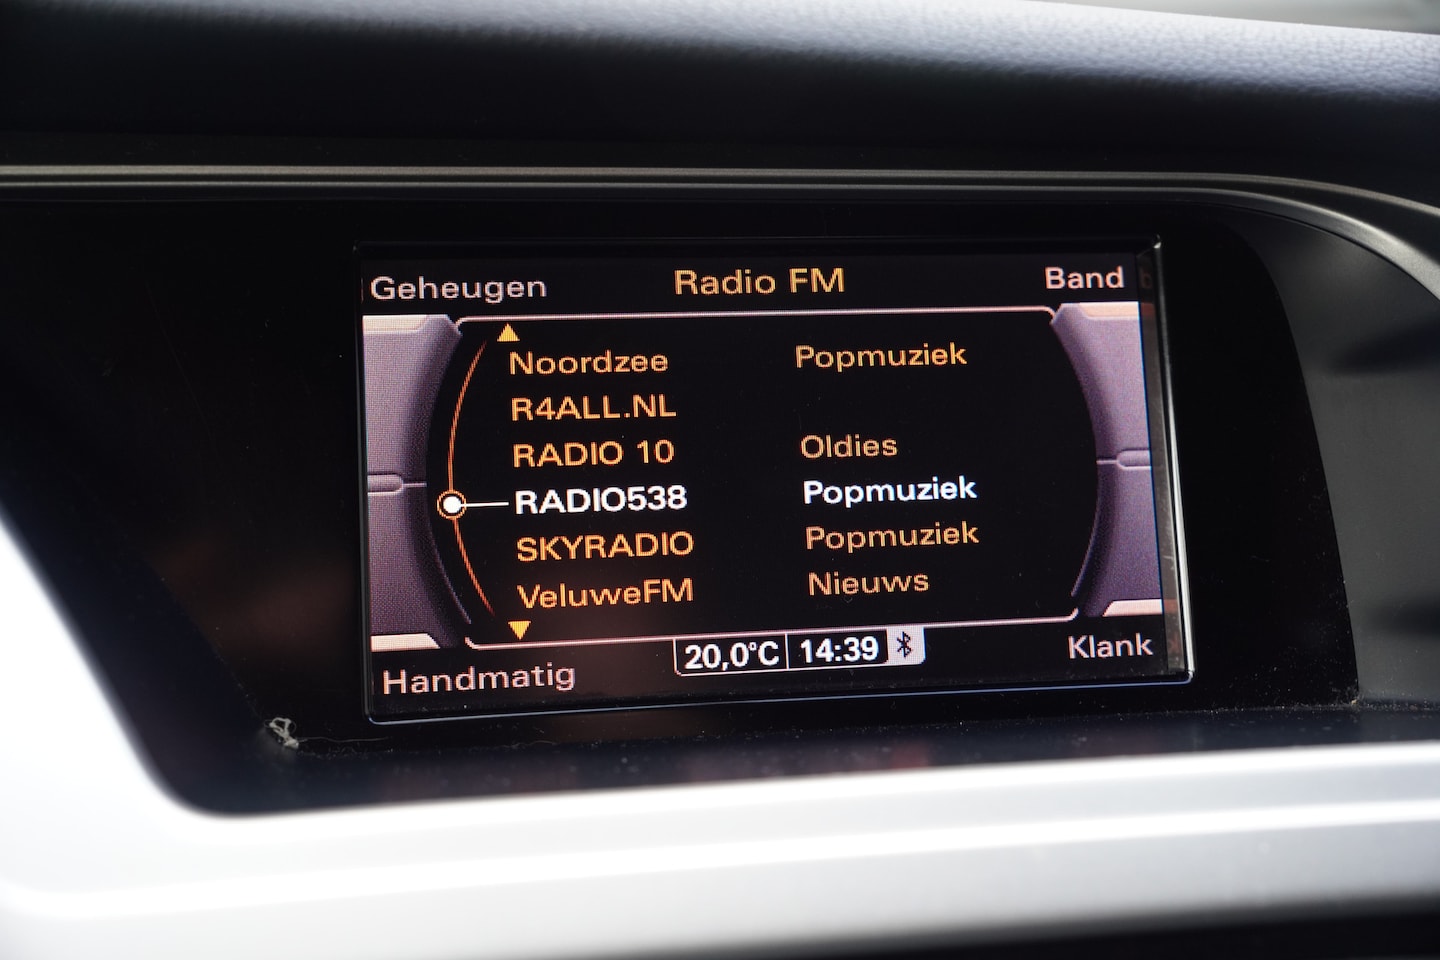 Geheugen Radio FM Band
Noordzee Popmuziek
R4ALL.NL
RADIO 10 Oldies
RADIO538 Popmuziek
SKYRADIO Popmuziek
VeluweFM Nieuws
Handmatig 20,0°C 14:39 Klank